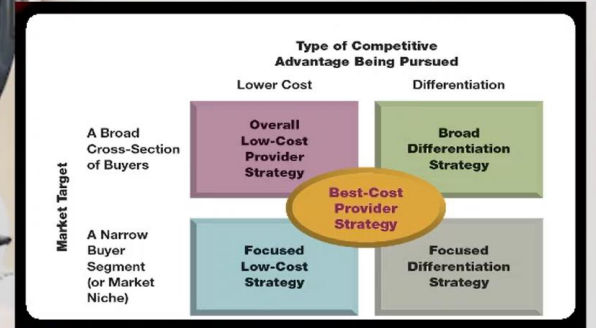 Type of Competitive
Advantage Being Pursued
Lower Cost
Differentiation
Market Target
A Broad
Cross-Section
of Buyers
Overall
Low-Cost
Provider
Strategy
Broad
Differentiation
Strategy
Best-Cost
Provider
Strategy
A Narrow
Buyer
Segment
(or Market
Niche)
Focused
Low-Cost
Strategy
Focused
Differentiation
Strategy